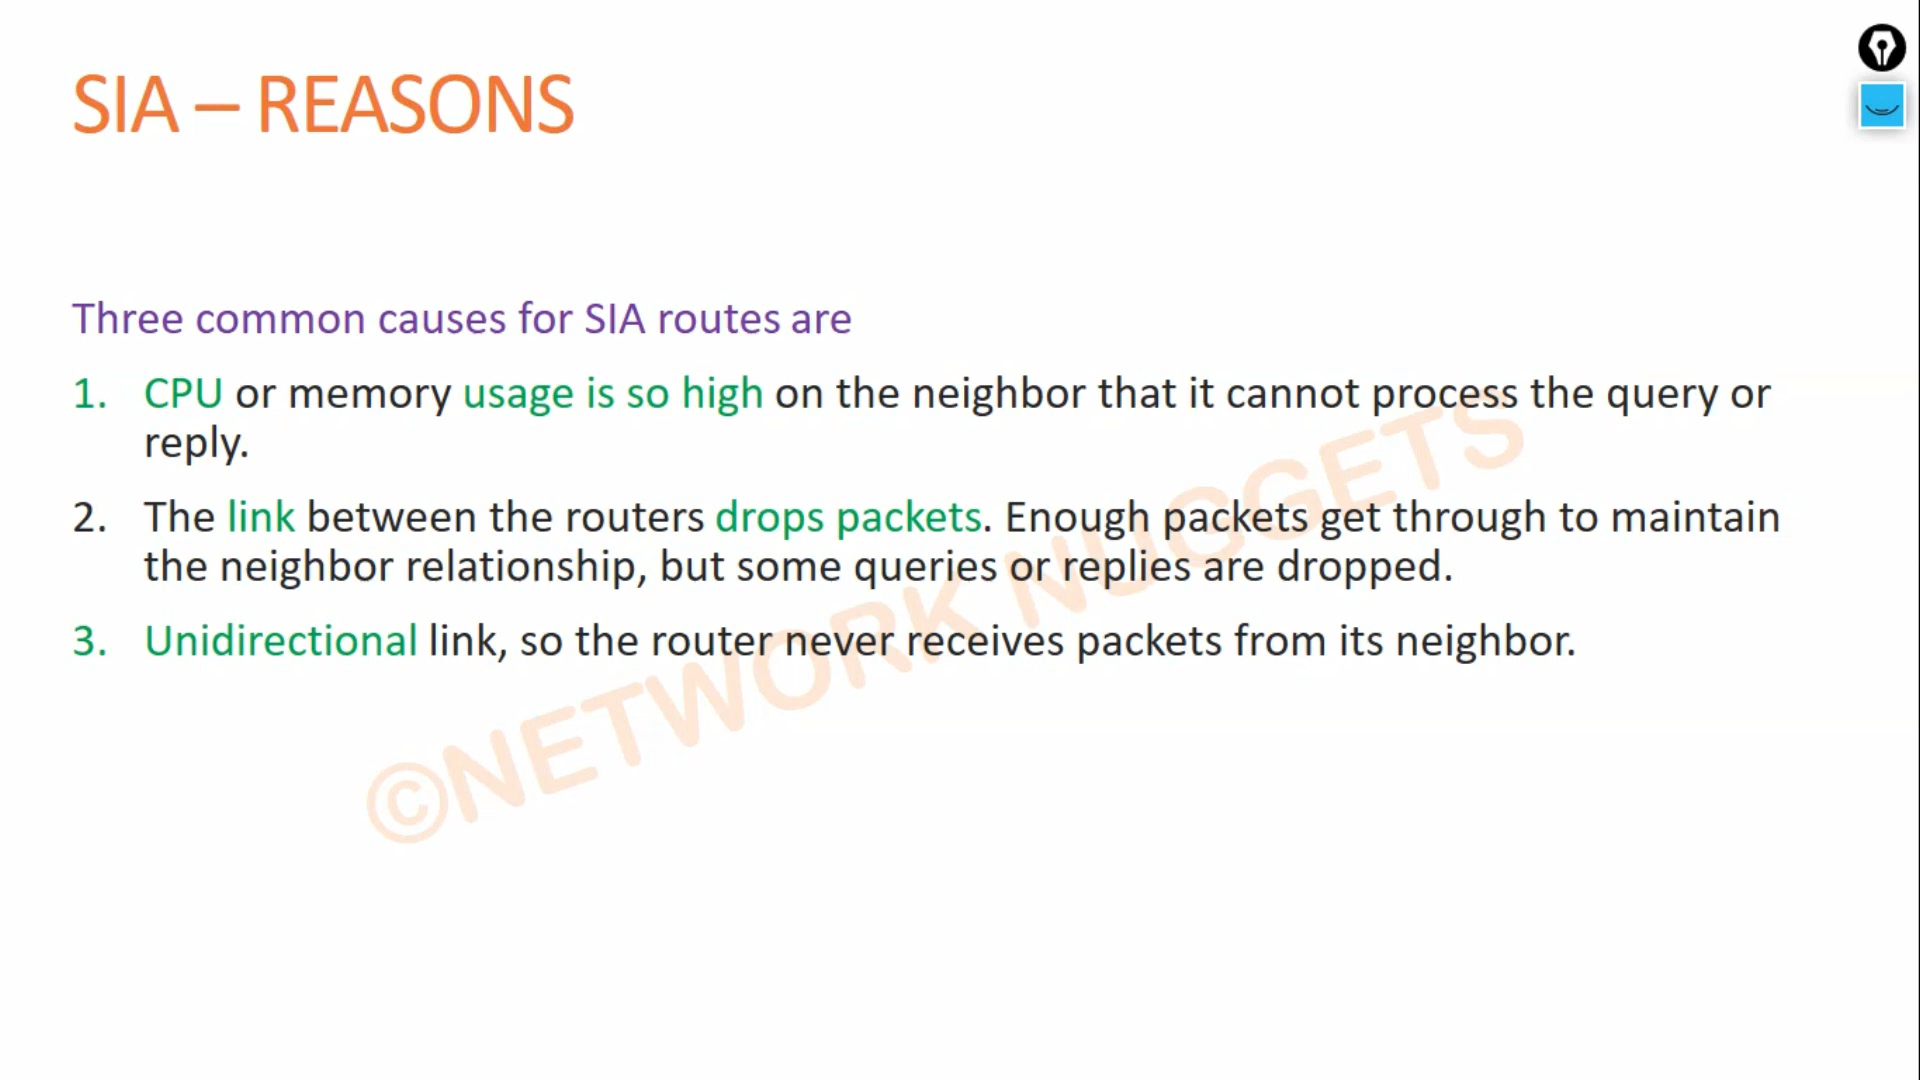 SIA – REASONS
Three common causes for SIA routes are
1. CPU or memory usage is so high on the neighbor that it cannot process the query or
reply.
2. The link between the routers drops packets. Enough packets get through to maintain
the neighbor relationship, but some queries or replies are dropped.
3. Unidirectional link, so the router never receives packets from its neighbor.
©NETWORK NUGGETS